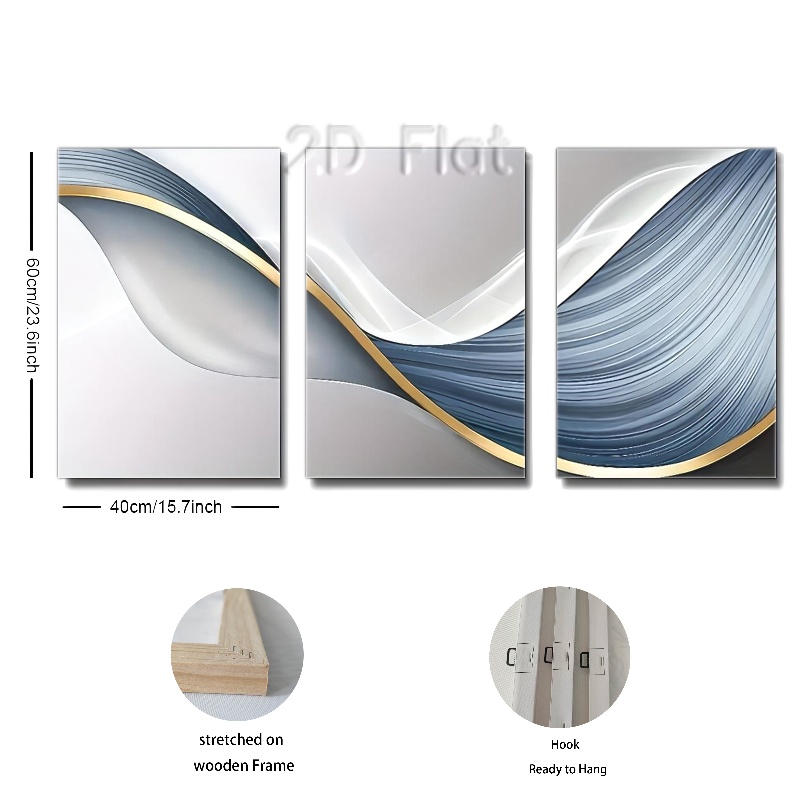 2D Flat
60cm/23.6inch
40cm/15.7inch
stretched on
wooden Frame
Hook
Ready to Hang